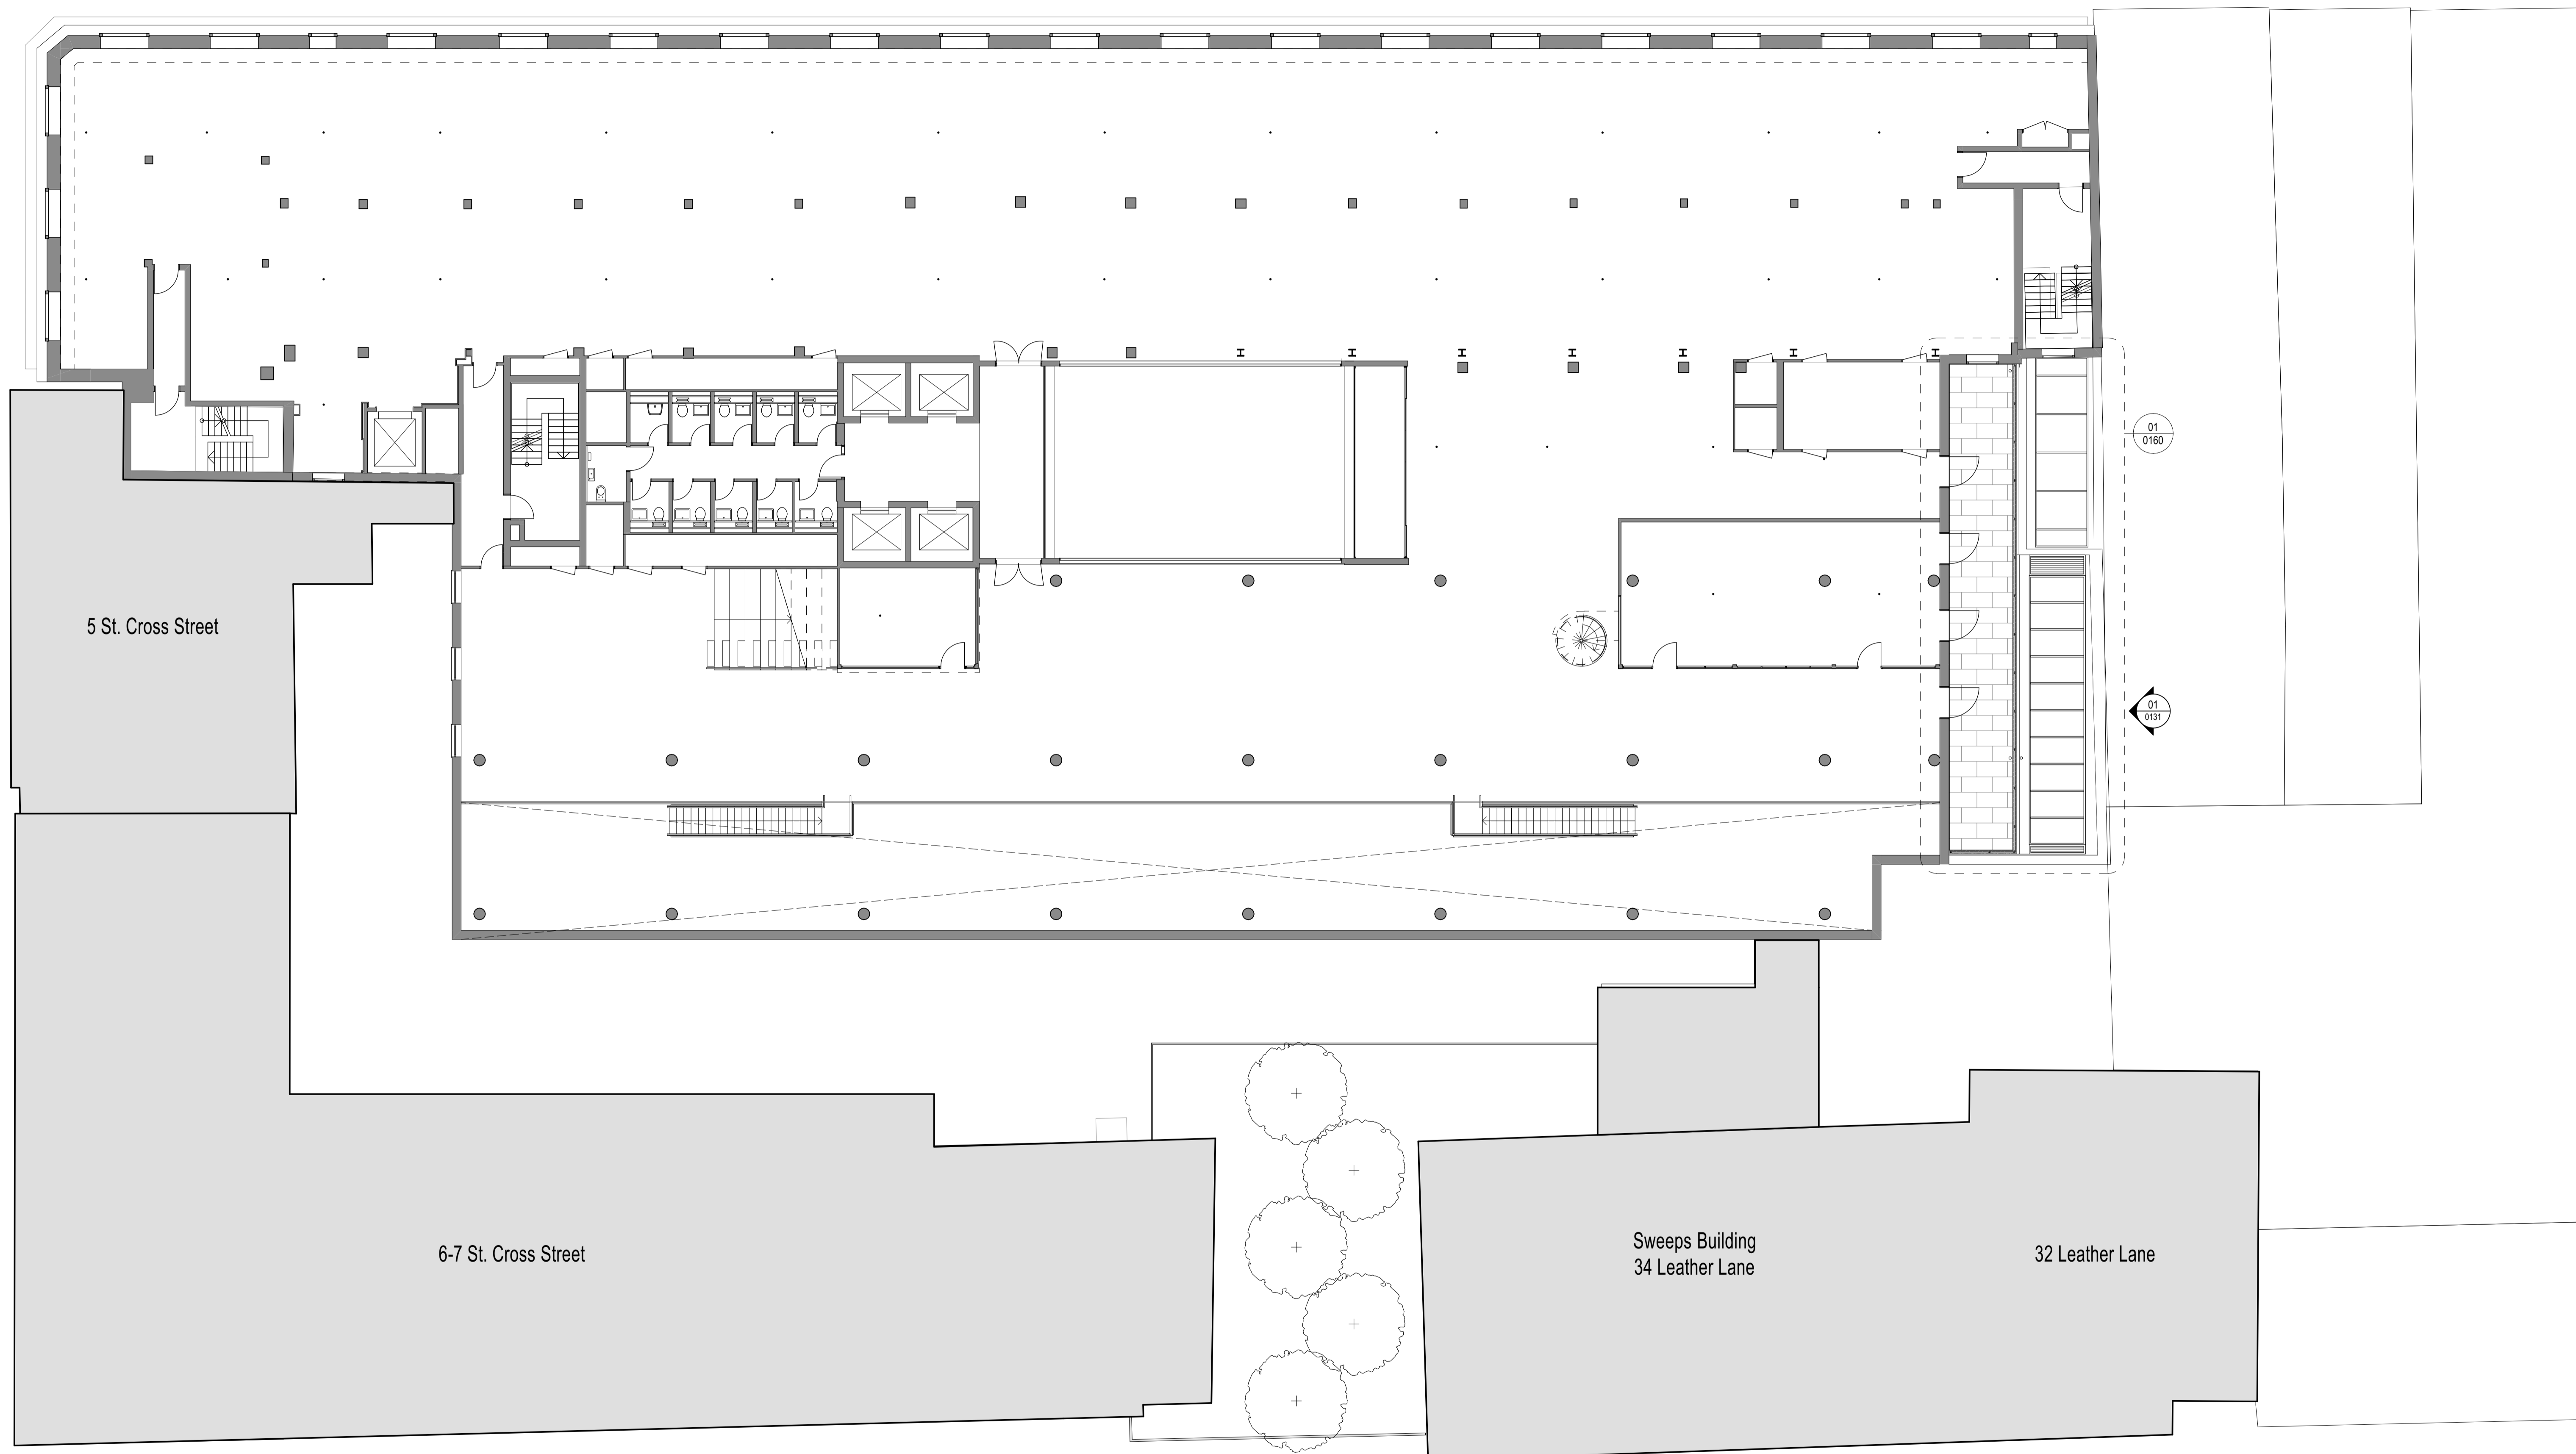 01
0160
5 St. Cross Street
01
0131
6-7 St. Cross Street
Sweeps Building
34 Leather Lane
32 Leather Lane